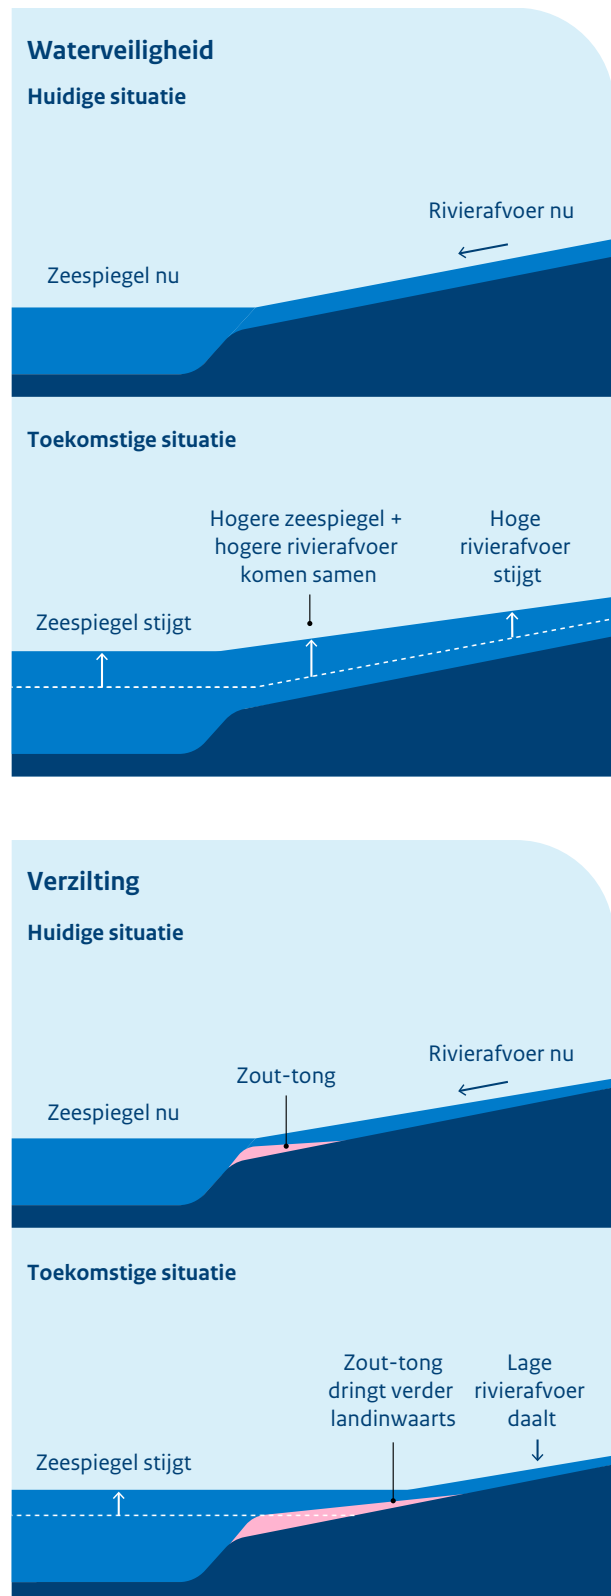 Waterveiligheid
Huidige situatie
Rivierafvoer nu
Zeespiegel nu
Toekomstige situatie
Hogere zeespiegel +
hogere rivierafvoer
komen samen
Hoge
rivierafvoer
stijgt
Zeespiegel stijgt
Verzilting
Huidige situatie
Rivierafvoer nu
Zout-tong
Zeespiegel nu
Toekomstige situatie
Zout-tong
dringt verder
landinwaarts
Lage
rivierafvoer
daalt
Zeespiegel stijgt